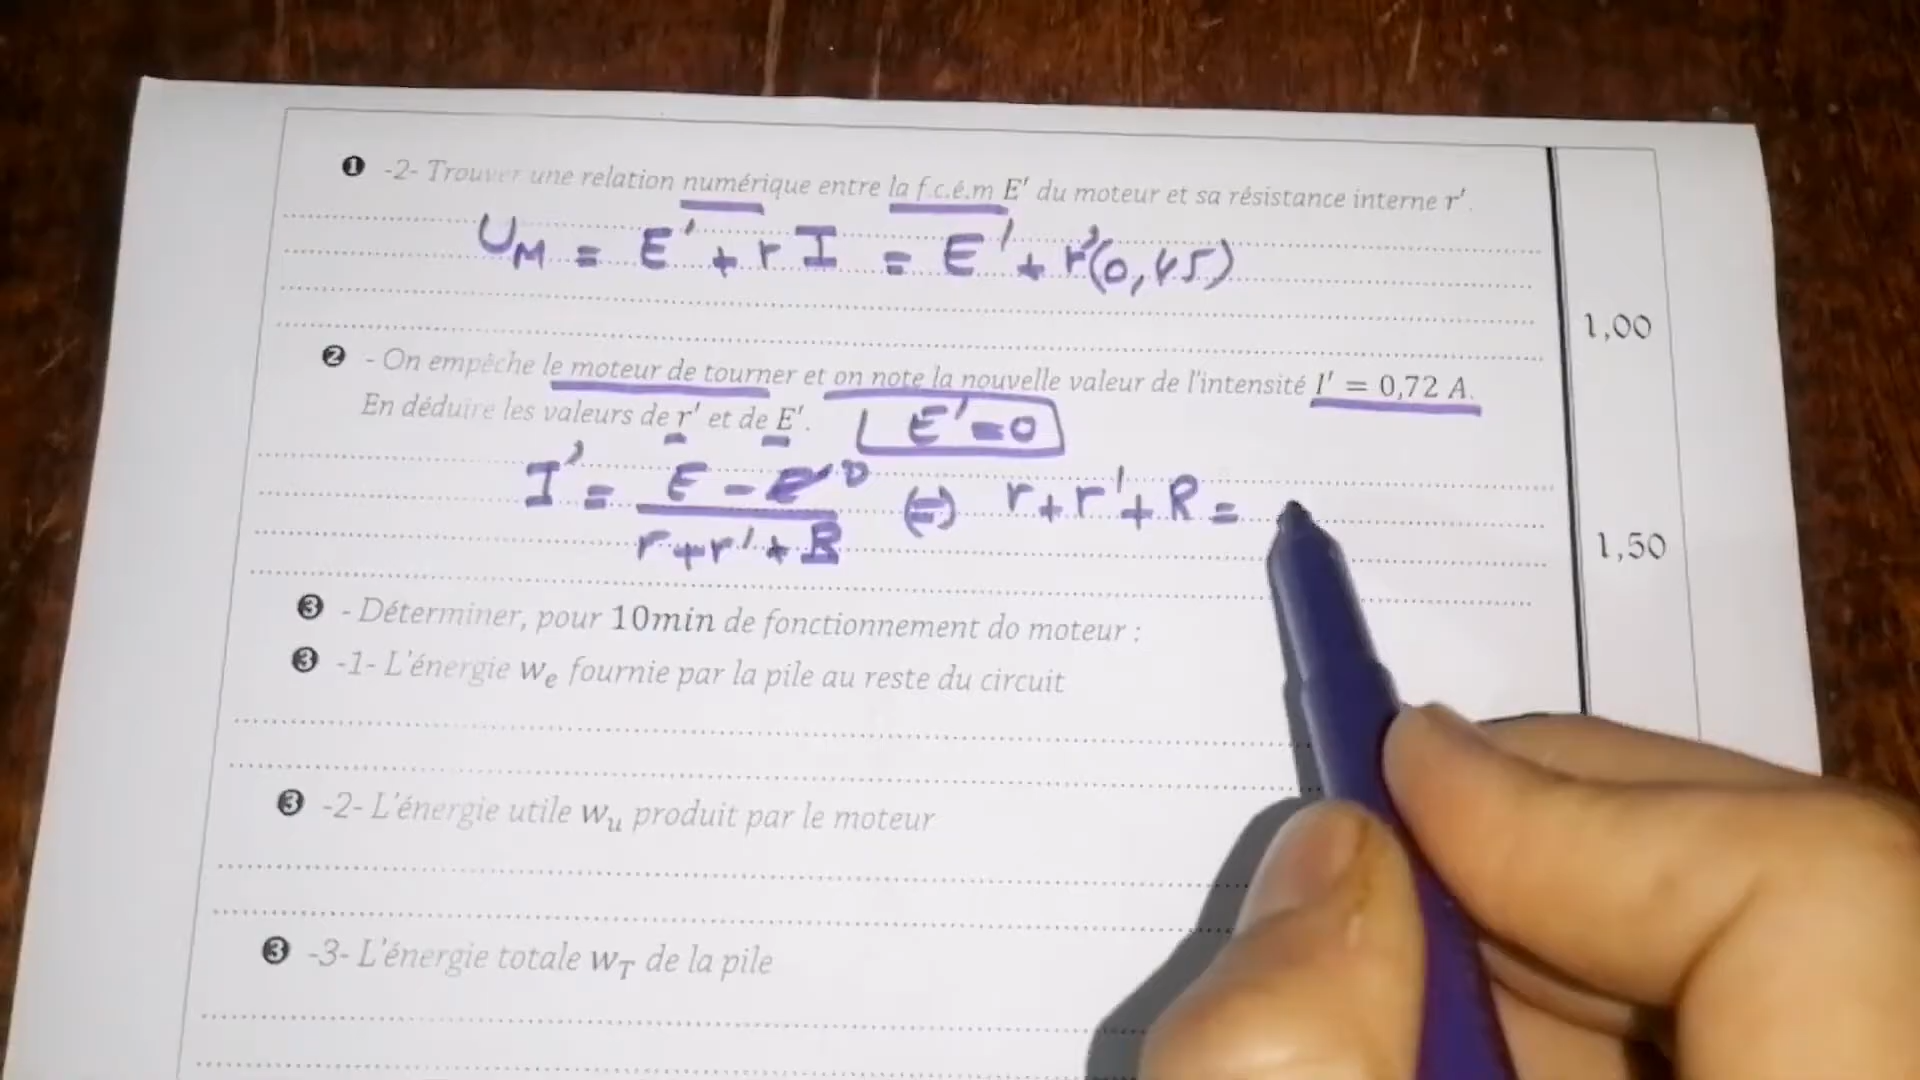 ❶ -2- Trouver une relation numérique entre la f.c.é.m E' du moteur et sa résistance interne r'.
U_M = E' + r I = E' + r'(0,45)
1,00
❷ - On empêche le moteur de tourner et on note la nouvelle valeur de l'intensité I' = 0,72 A.
En déduire les valeurs de r' et de E'.
E' = 0
I' = (E - E' 0)/(r + r' + R) (=) r + r' + R =
1,50
❸ - Déterminer, pour 10min de fonctionnement do moteur :
❸ -1- L'énergie w_e fournie par la pile au reste du circuit
❸ -2- L'énergie utile w_u produit par le moteur
❸ -3- L'énergie totale w_T de la pile